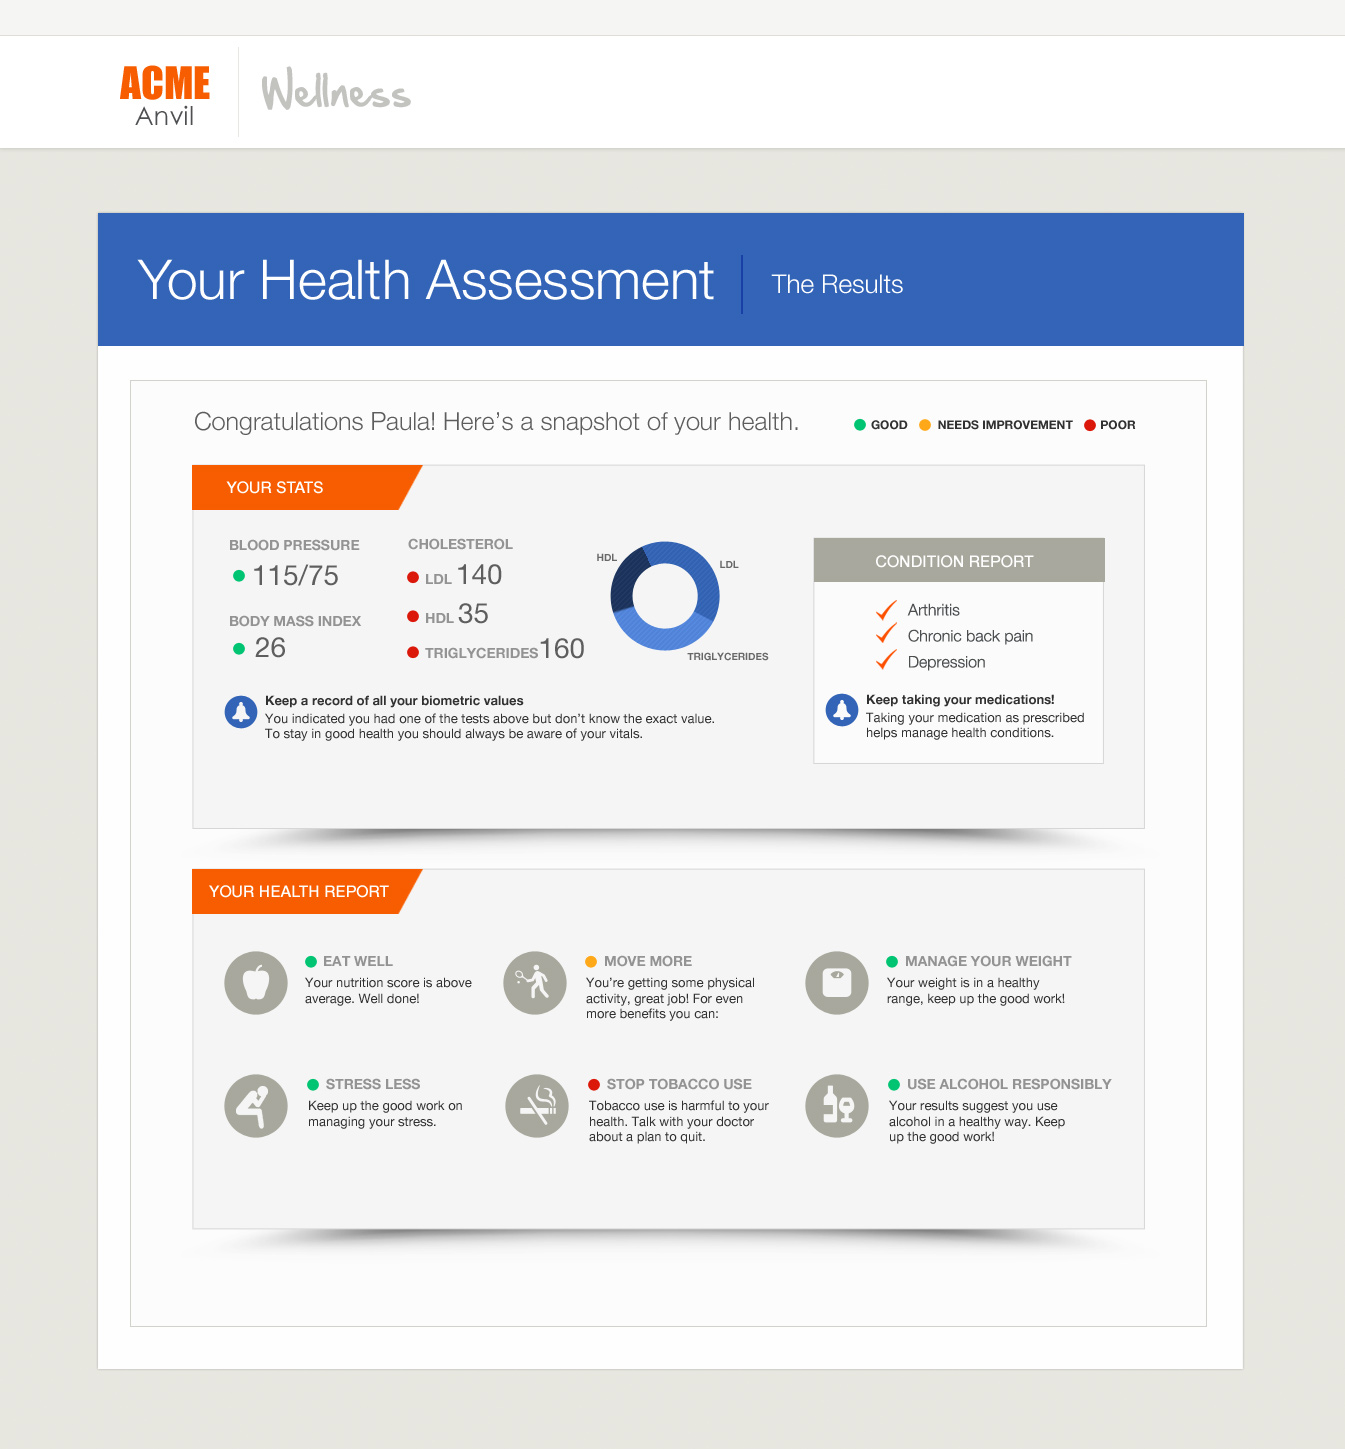 ACME
Anvil
Wellness
Your Health Assessment
The Results
Congratulations Paula! Here's a snapshot of your health.
GOOD NEEDS IMPROVEMENT POOR
YOUR STATS
BLOOD PRESSURE
115/75
BODY MASS INDEX
26
CHOLESTEROL
LDL 140
HDL 35
TRIGLYCERIDES 160
HDL
LDL
TRIGLYCERIDES
Keep a record of all your biometric values
You indicated you had one of the tests above but don't know the exact value.
To stay in good health you should always be aware of your vitals.
CONDITION REPORT
Arthritis
Chronic back pain
Depression
Keep taking your medications!
Taking your medication as prescribed
helps manage health conditions.
YOUR HEALTH REPORT
EAT WELL
Your nutrition score is above
average. Well done!
MOVE MORE
You're getting some physical
activity, great job! For even
more benefits you can:
MANAGE YOUR WEIGHT
Your weight is in a healthy
range, keep up the good work!
STRESS LESS
Keep up the good work on
managing your stress.
STOP TOBACCO USE
Tobacco use is harmful to your
health. Talk with your doctor
about a plan to quit.
USE ALCOHOL RESPONSIBLY
Your results suggest you use
alcohol in a healthy way. Keep
up the good work!